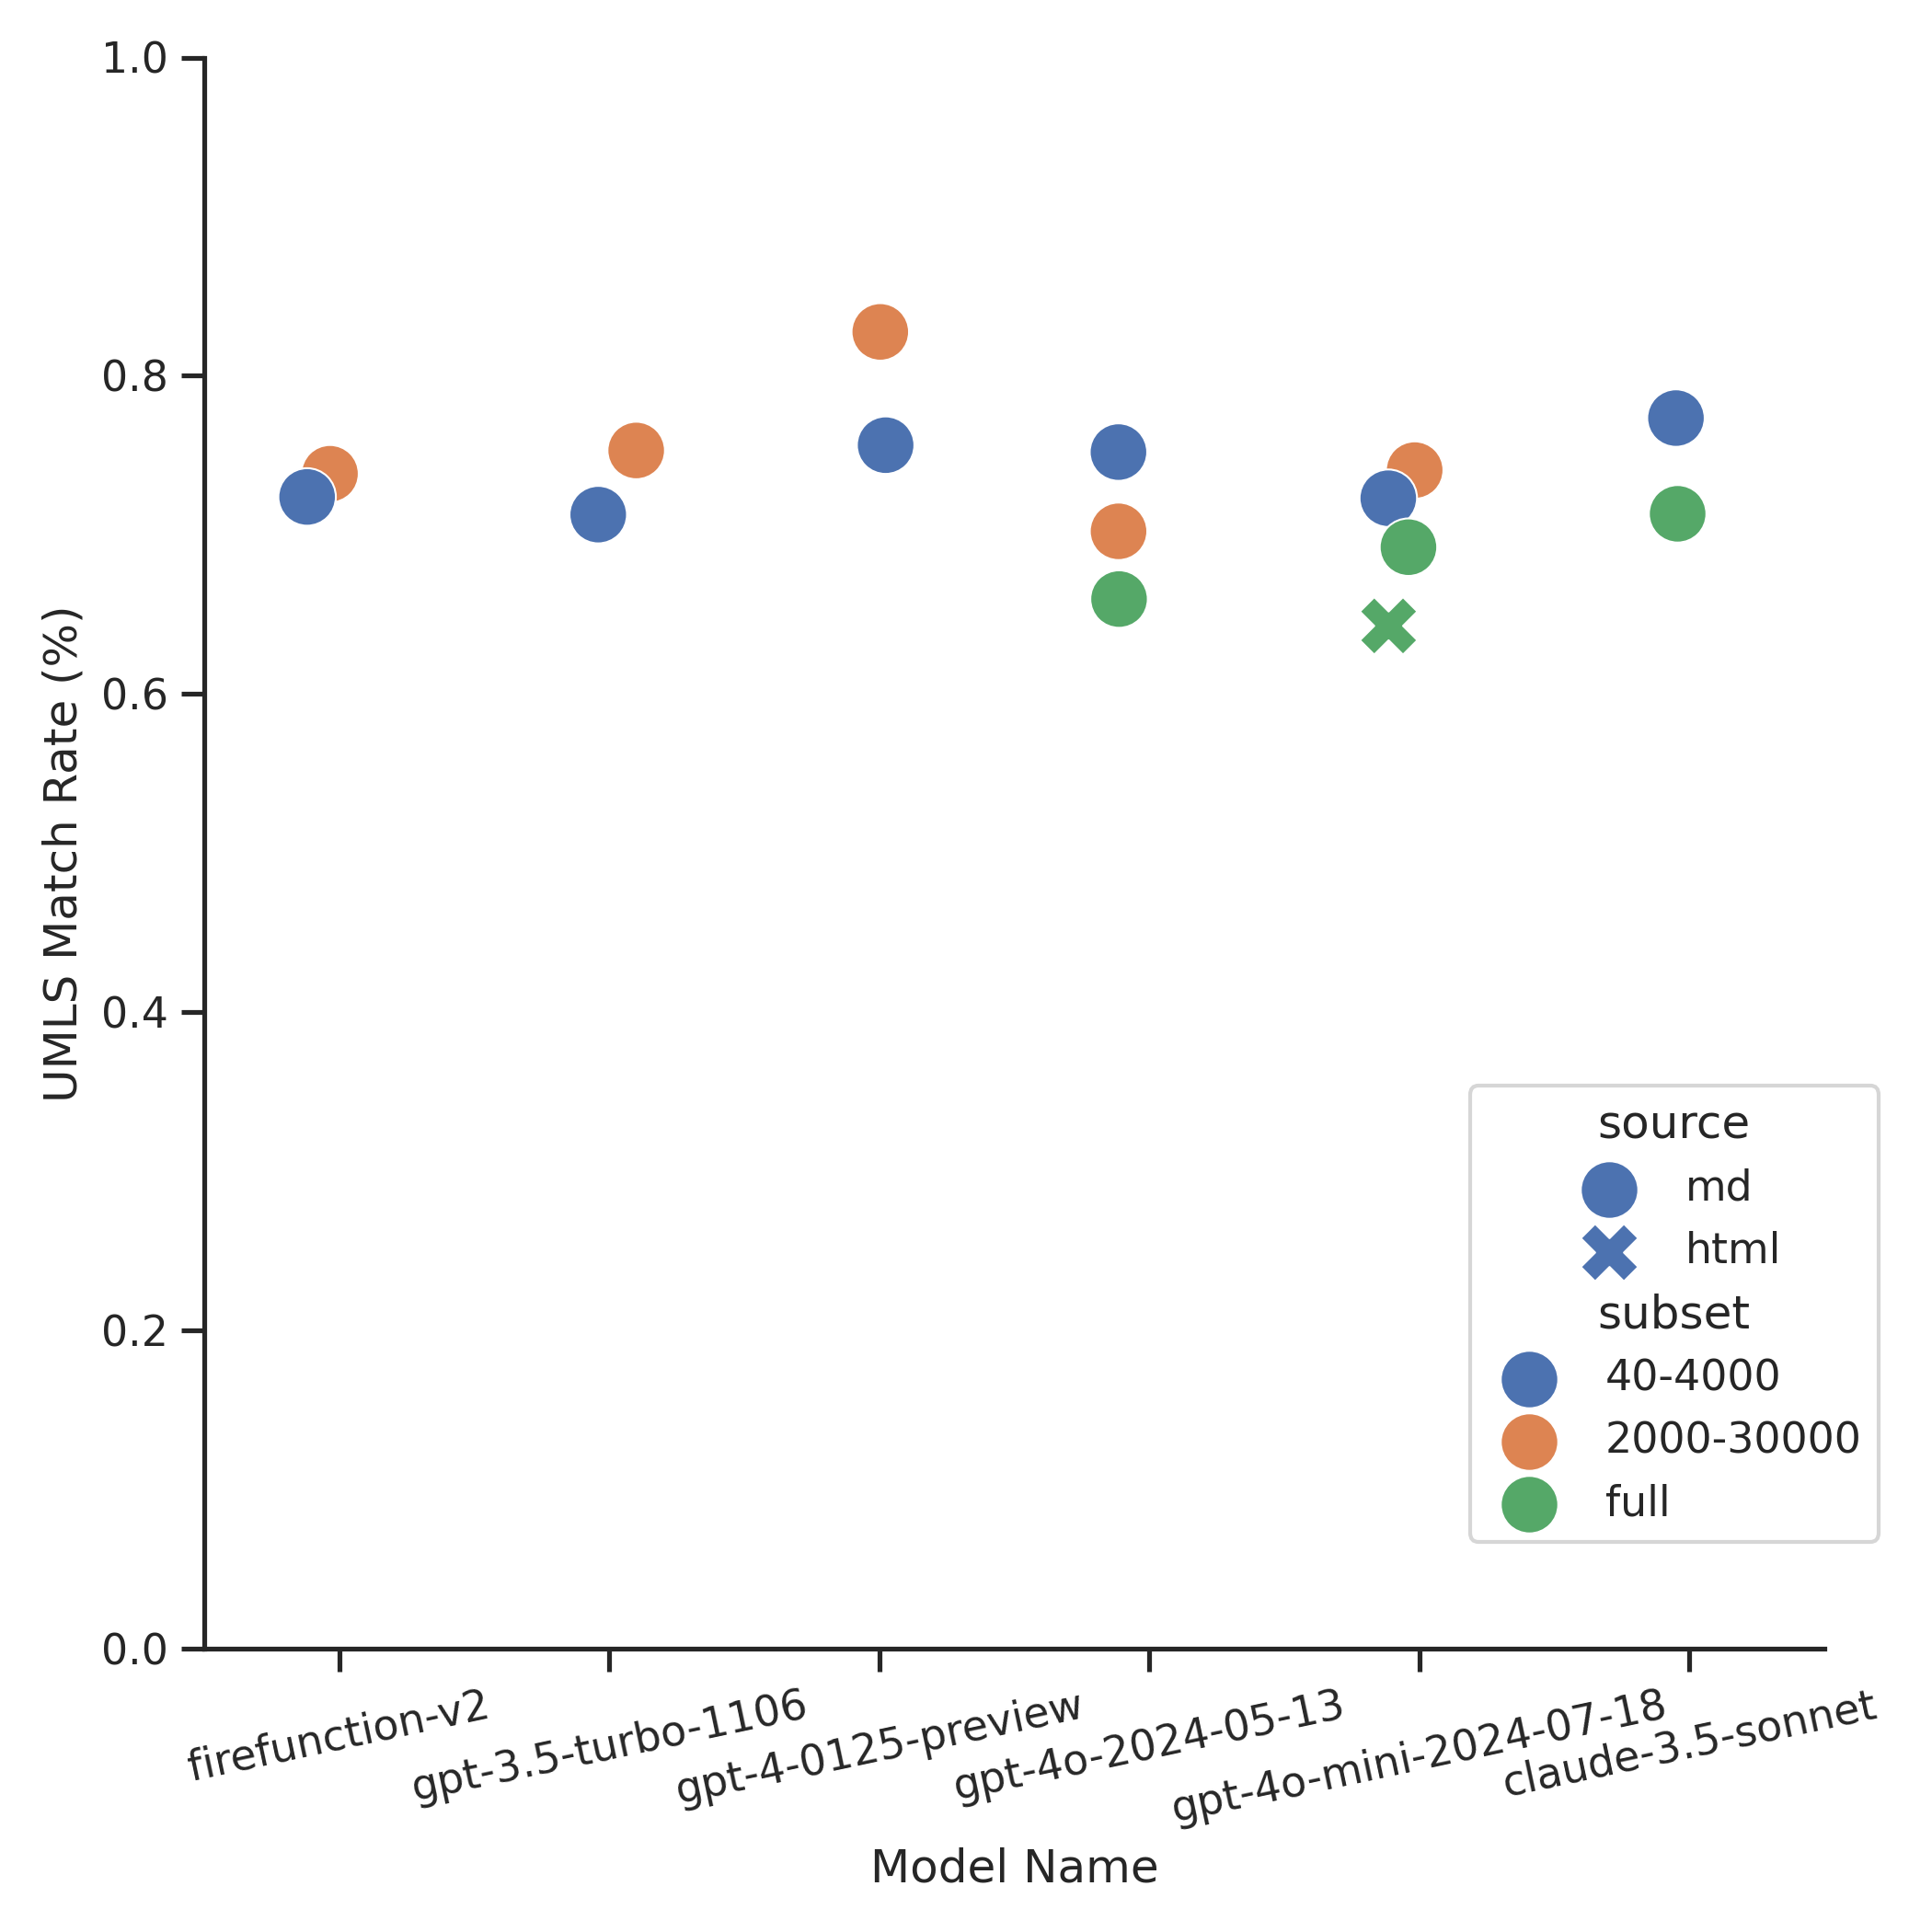 1.0
0.8
0.6
0.4
0.2
0.0
UMLS Match Rate (%)
source
md
html
subset
40-4000
2000-30000
full
firefunction-v2
gpt-3.5-turbo-1106
gpt-4-0125-preview
gpt-4o-2024-05-13
gpt-4o-mini-2024-07-18
claude-3.5-sonnet
Model Name